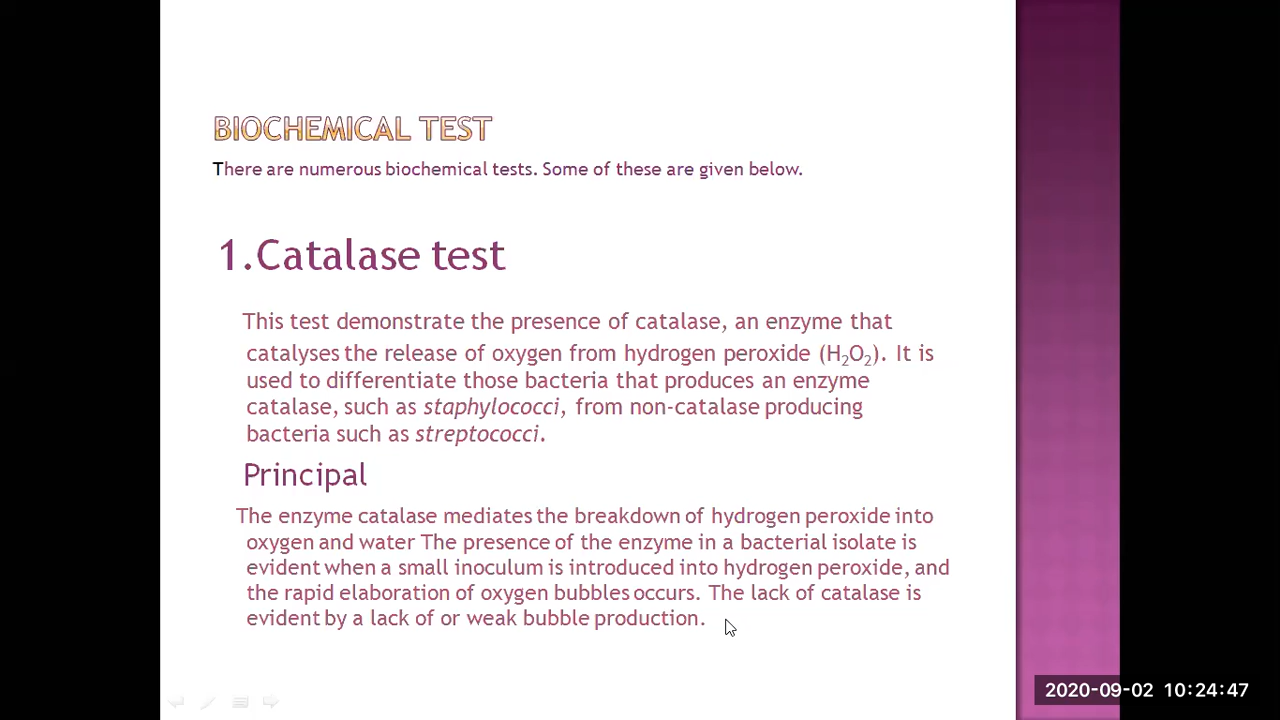 BIOCHEMICAL TEST
There are numerous biochemical tests. Some of these are given below.
1.Catalase test
This test demonstrate the presence of catalase, an enzyme that
catalyses the release of oxygen from hydrogen peroxide (H₂O₂). It is
used to differentiate those bacteria that produces an enzyme
catalase, such as staphylococci, from non-catalase producing
bacteria such as streptococci.
Principal
The enzyme catalase mediates the breakdown of hydrogen peroxide into
oxygen and water The presence of the enzyme in a bacterial isolate is
evident when a small inoculum is introduced into hydrogen peroxide, and
the rapid elaboration of oxygen bubbles occurs. The lack of catalase is
evident by a lack of or weak bubble production.
2020-09-02 10:24:47